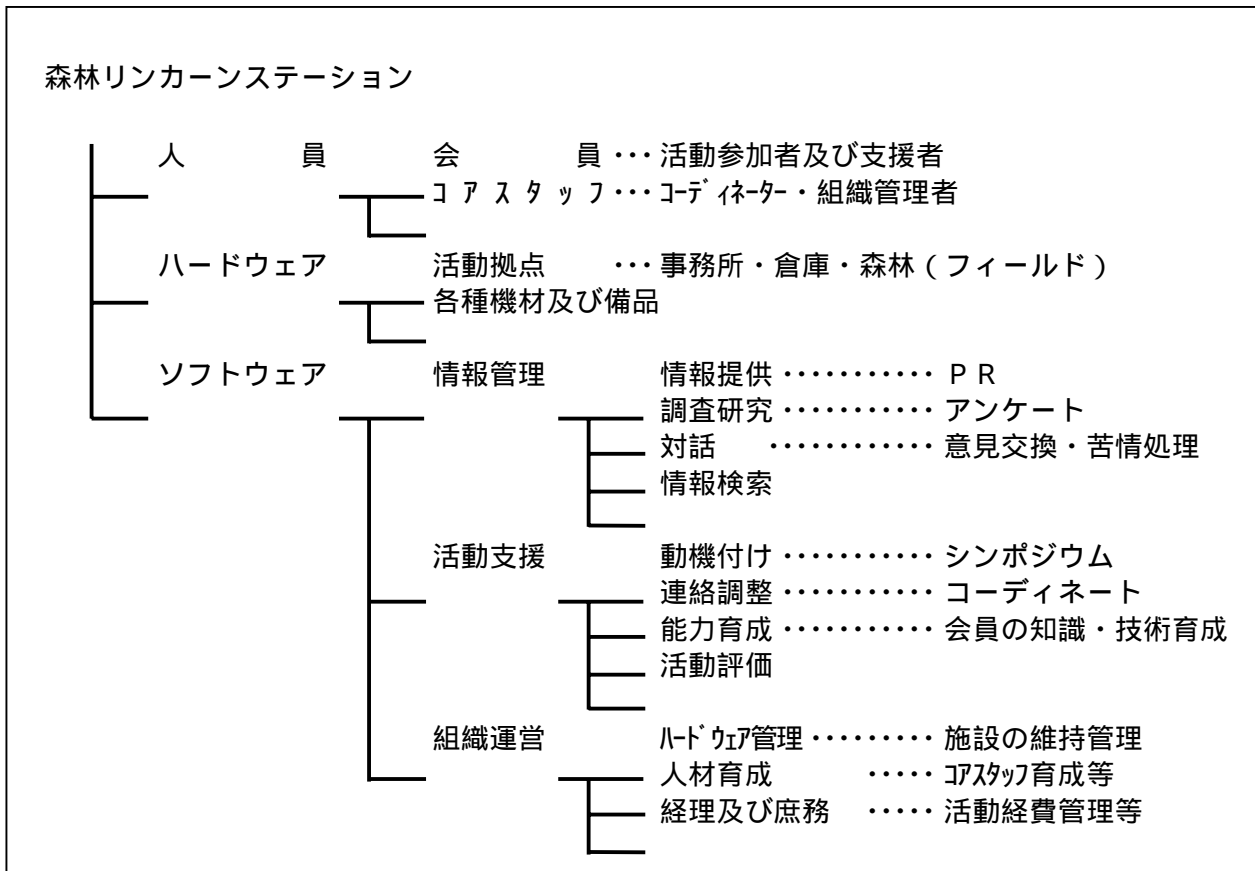 森林リンカーンステーション
人　　　　員　　　会　　　　員 ･･･ 活動参加者及び支援者
ｺ ｱ ｽ ﾀ ｯ ﾌ ･･･ ｺｰﾃﾞｨﾈｰﾀｰ・組織管理者
ハードウェア　　　活動拠点　　･･･ 事務所・倉庫・森林（フィールド）
各種機材及び備品
ソフトウェア　　　情報管理　　　情報提供 ･･･････････ ＰＲ
調査研究 ･･･････････ アンケート
対話　　････････････ 意見交換・苦情処理
情報検索
活動支援　　　動機付け ･･･････････ シンポジウム
連絡調整 ･･･････････ コーディネート
能力育成 ･･･････････ 会員の知識・技術育成
活動評価
組織運営　　　ﾊｰﾄﾞｳｪｱ管理 ･････････ 施設の維持管理
人材育成　　　･････ ｺｱｽﾀｯﾌ育成等
経理及び庶務　･････ 活動経費管理等